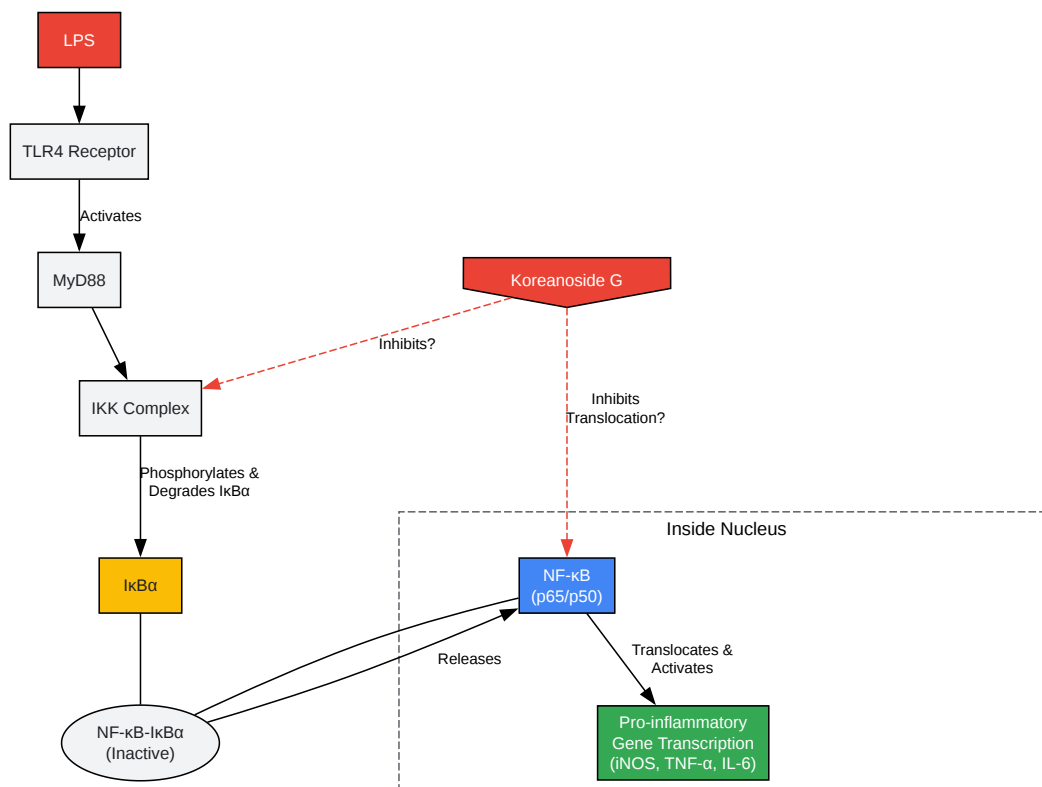 LPS
TLR4 Receptor
Activates
MyD88
Koreanoside G
Inhibits?
IKK Complex
Inhibits
Translocation?
Phosphorylates &
Degrades IκBα
Inside Nucleus
IκBα
NF-κB
(p65/p50)
Releases
Translocates &
Activates
NF-κB-IκBα
(Inactive)
Pro-inflammatory
Gene Transcription
(iNOS, TNF-α, IL-6)